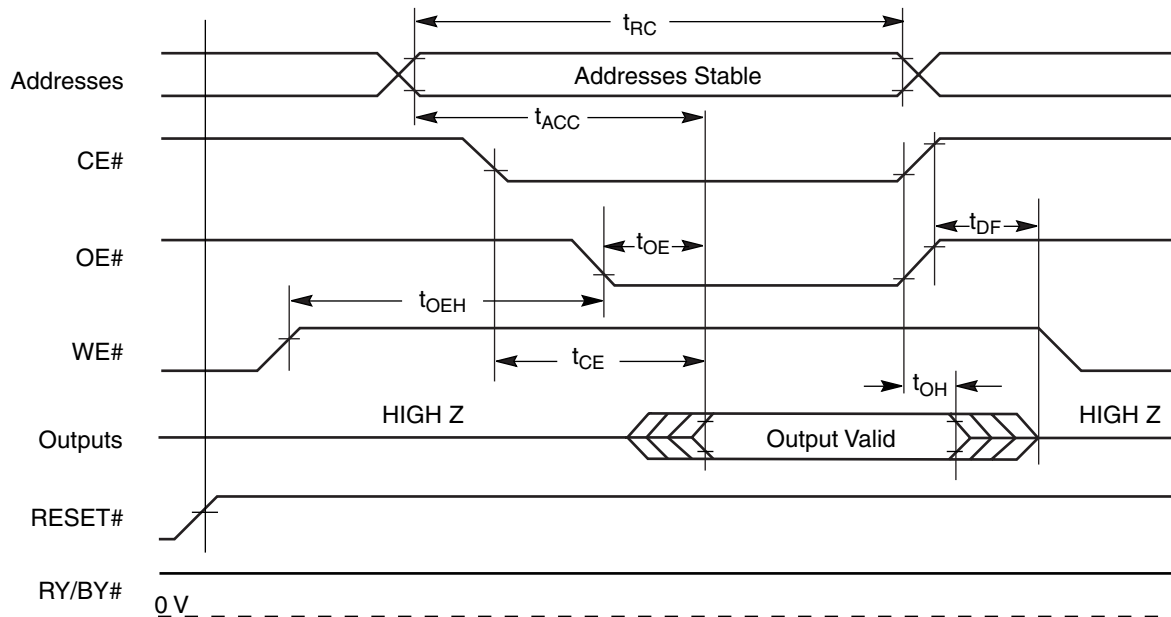 tRC
Addresses
Addresses Stable
tACC
CE#
tDF
OE#
tOE
tOEH
WE#
tCE
tOH
HIGH Z
HIGH Z
Outputs
Output Valid
RESET#
RY/BY#
0 V